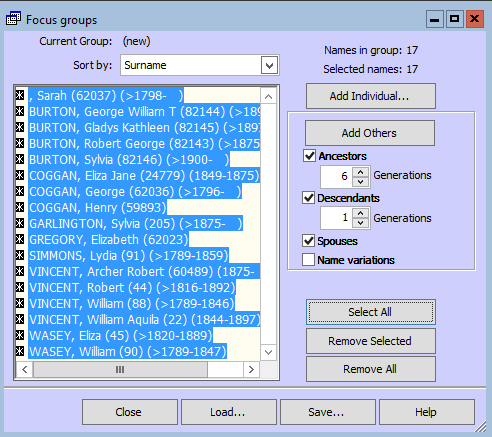 Focus groups
Current Group: (new)
Names in group: 17
Sort by: Surname
Selected names: 17
, Sarah (62037) (>1798- )
BURTON, George William T (82144) (>189
BURTON, Gladys Kathleen (82145) (>189
BURTON, Robert George (82143) (>1875
BURTON, Sylvia (82146) (>1900- )
COGGAN, Eliza Jane (24779) (1849-1875)
COGGAN, George (62036) (>1796- )
COGGAN, Henry (59893)
GARLINGTON, Sylvia (205) (>1875- )
GREGORY, Elizabeth (62023)
SIMMONS, Lydia (91) (>1789-1859)
VINCENT, Archer Robert (60489) (1875-
VINCENT, Robert (44) (>1816-1892)
VINCENT, William (88) (>1789-1846)
VINCENT, William Aquila (22) (1844-1897)
WASEY, Eliza (45) (>1820-1889)
WASEY, William (90) (>1789-1847)
Add Individual...
Add Others
Ancestors
6 Generations
Descendants
1 Generations
Spouses
Name variations
Select All
Remove Selected
Remove All
Close Load... Save... Help